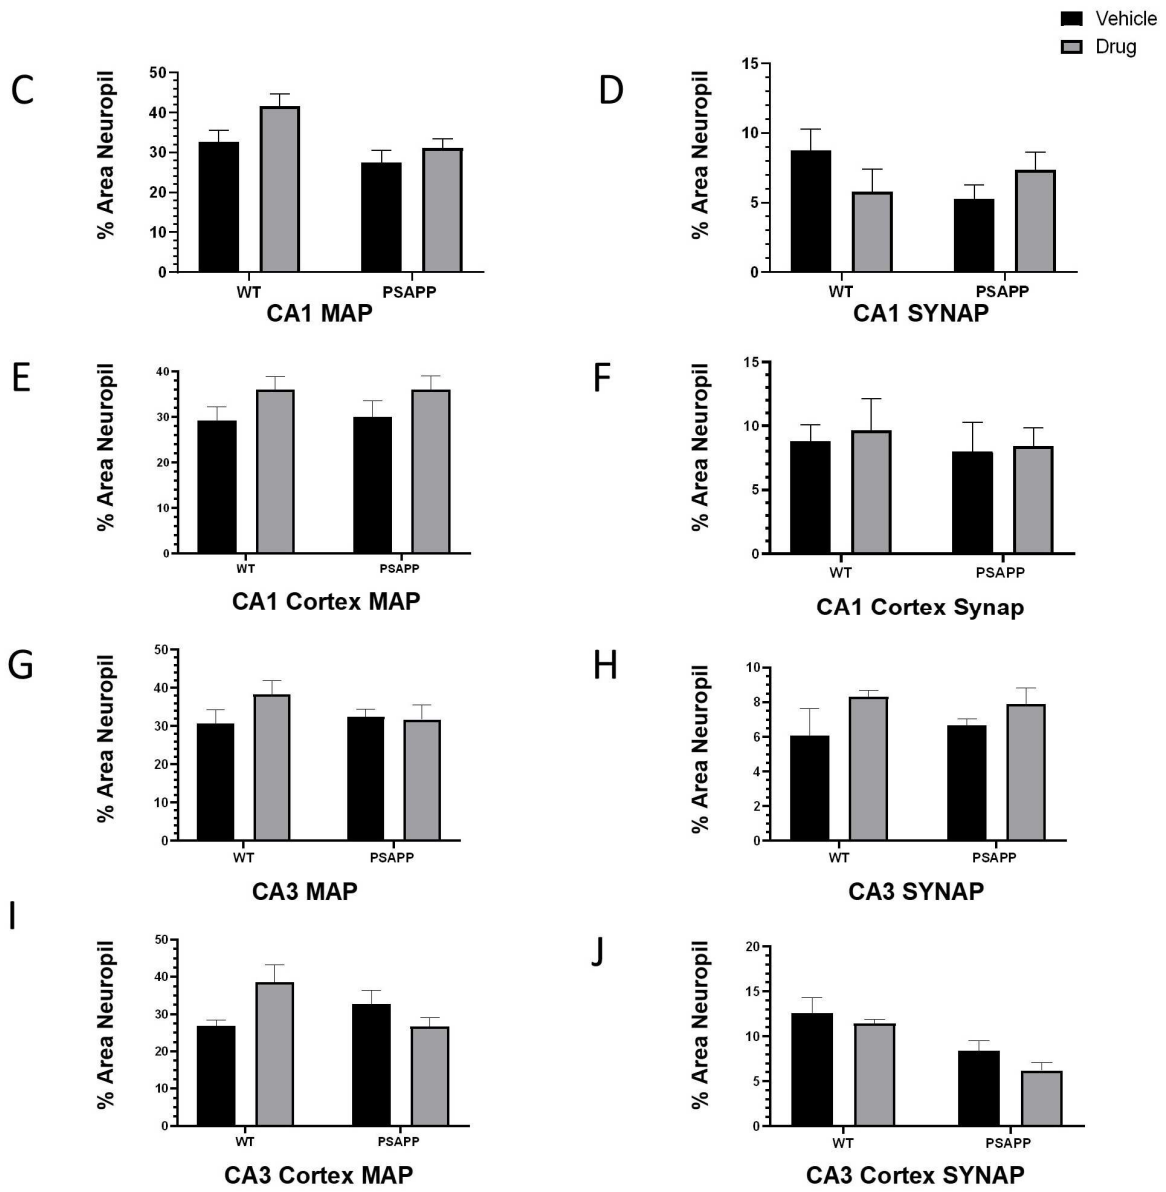 Vehicle
Drug
C
% Area Neuropil
50
40
30
20
10
0
WT PSAPP
CA1 MAP
D
% Area Neuropil
15
10
5
0
WT PSAPP
CA1 SYNAP
E
% Area Neuropil
40
30
20
10
0
WT PSAPP
CA1 Cortex MAP
F
% Area Neuropil
15
10
5
0
WT PSAPP
CA1 Cortex Synap
G
% Area Neuropil
50
40
30
20
10
0
WT PSAPP
CA3 MAP
H
% Area Neuropil
10
8
6
4
2
0
WT PSAPP
CA3 SYNAP
I
% Area Neuropil
50
40
30
20
10
0
WT PSAPP
CA3 Cortex MAP
J
% Area Neuropil
20
15
10
5
0
WT PSAPP
CA3 Cortex SYNAP